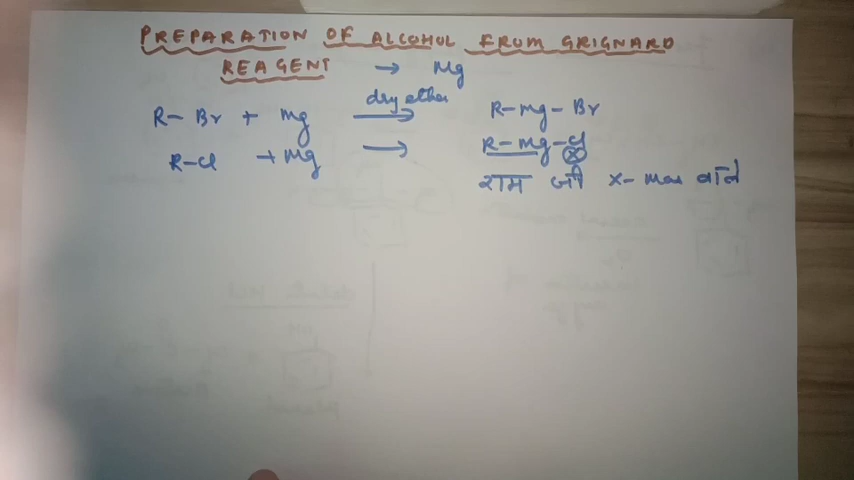 PREPARATION OF ALCOHOL FROM GRIGNARD
REAGENT → Mg
R-Br + Mg dry ether → R-Mg-Br
R-Cl + Mg → R-Mg-Cl
X
राम जी X-mas वाले